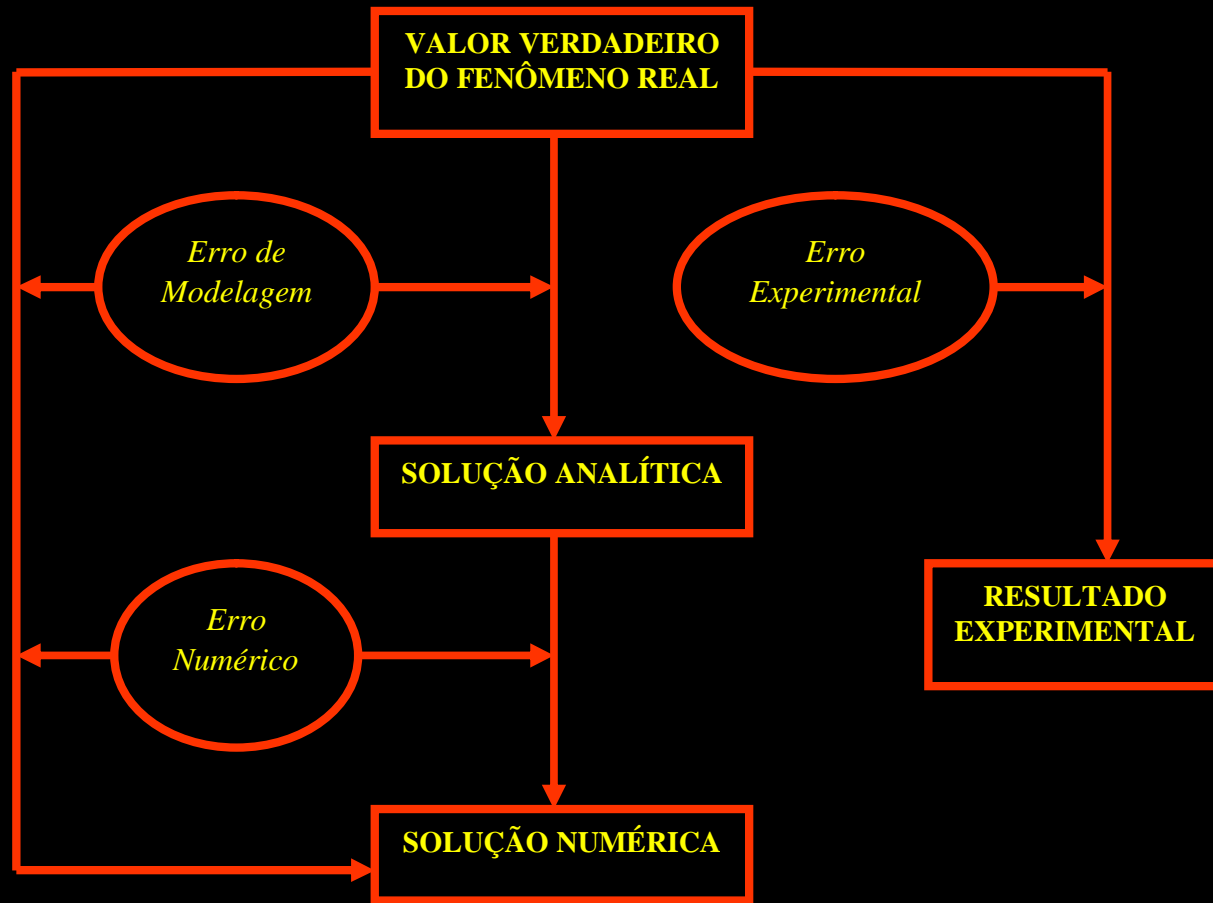 VALOR VERDADEIRO
DO FENÔMENO REAL
Erro de
Modelagem
Erro
Experimental
SOLUÇÃO ANALÍTICA
Erro
Numérico
RESULTADO
EXPERIMENTAL
SOLUÇÃO NUMÉRICA